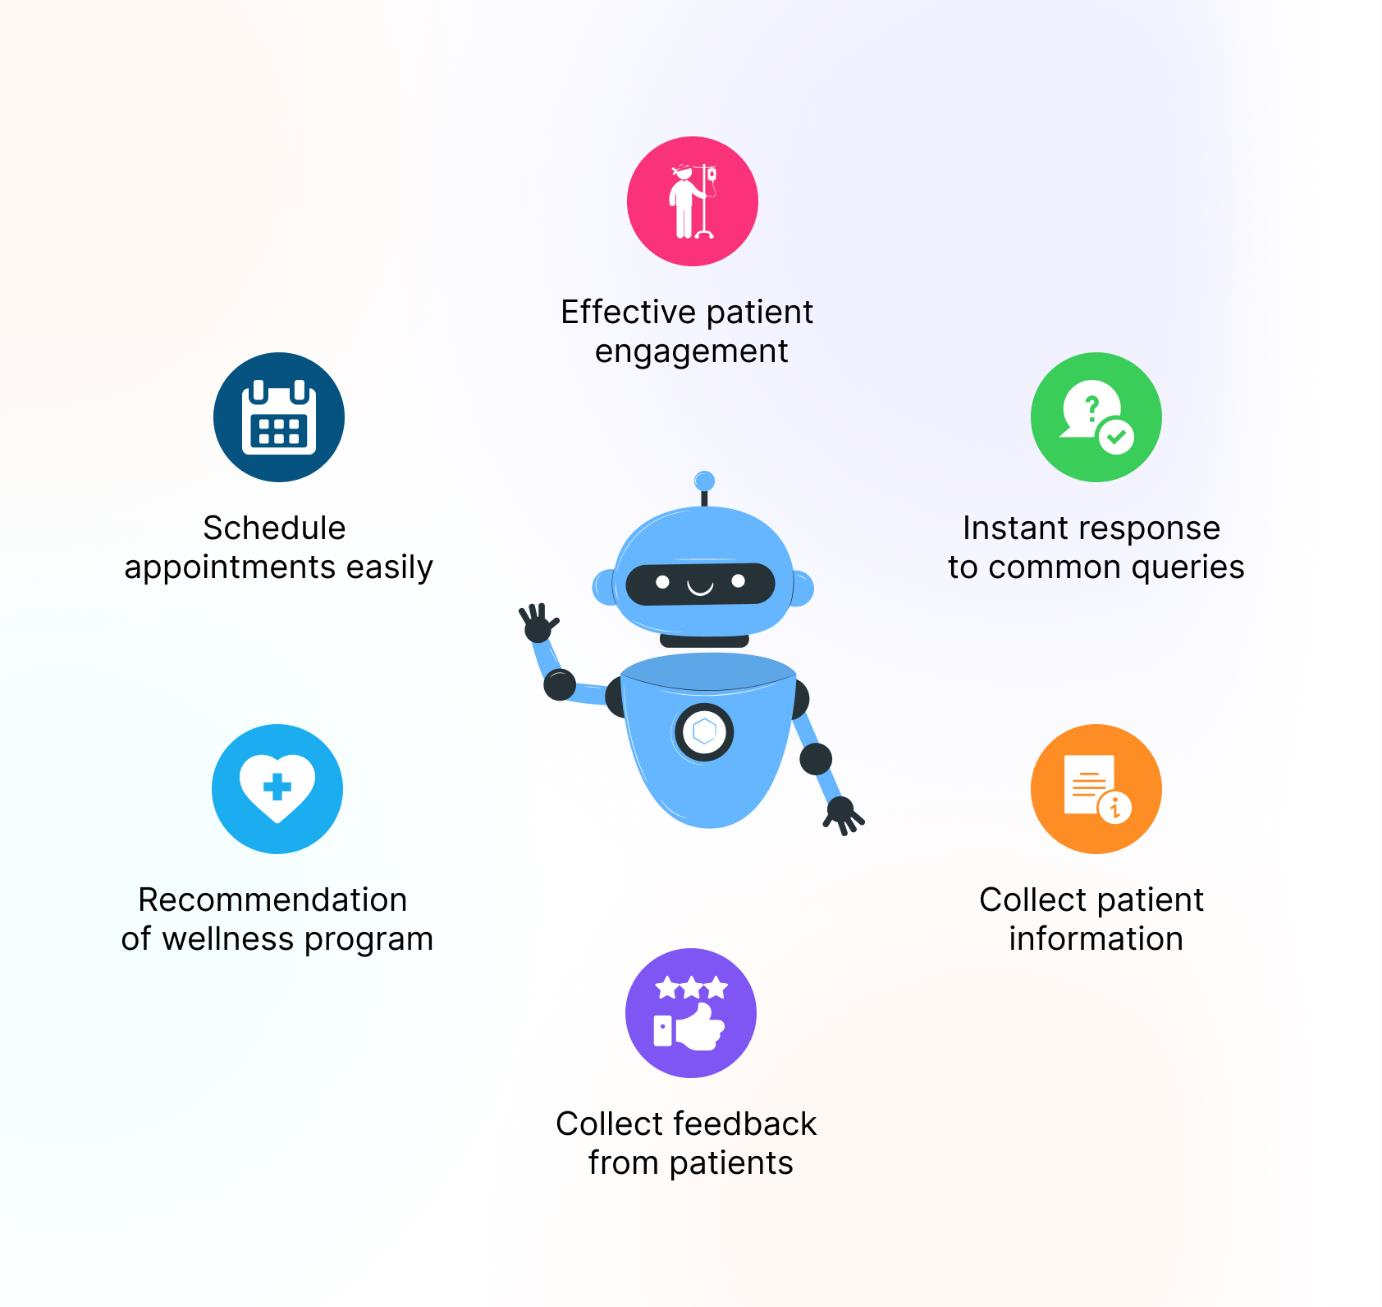 Effective patient
engagement
Schedule
appointments easily
Instant response
to common queries
Recommendation
of wellness program
Collect patient
information
Collect feedback
from patients